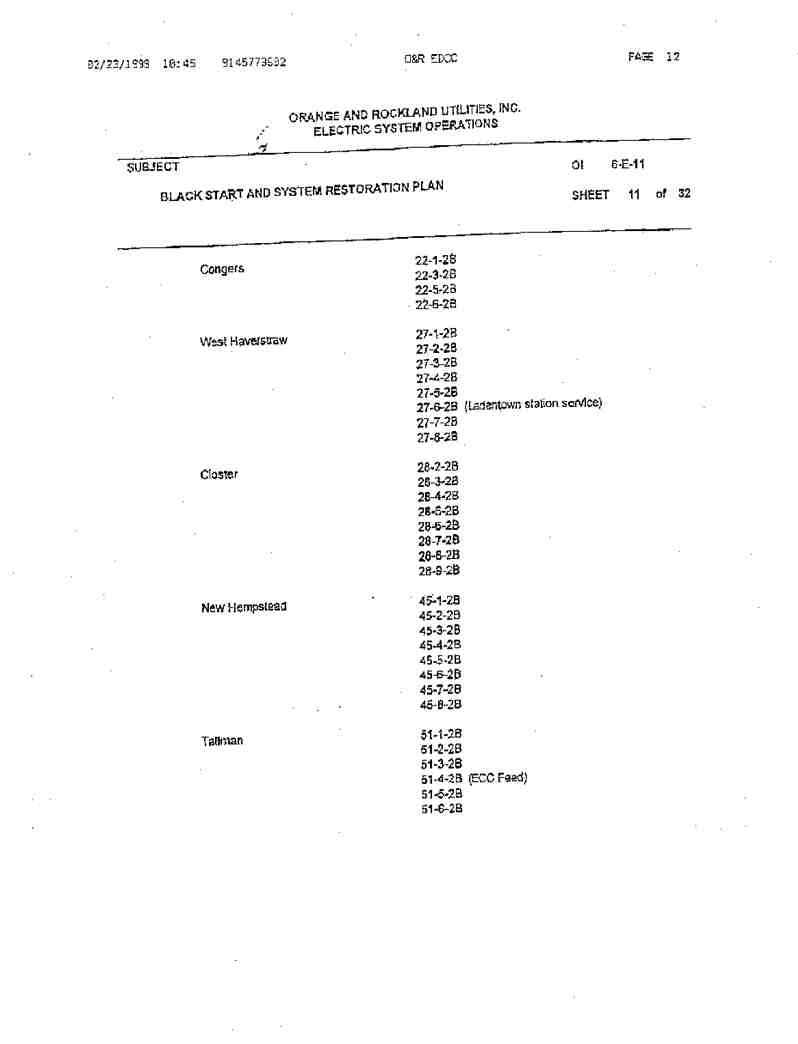 02/23/1999 10:45 9145773592 O&R EDCC PAGE 12
ORANGE AND ROCKLAND UTILITIES, INC.
ELECTRIC SYSTEM OPERATIONS
SUBJECT OI 6-E-11
BLACK START AND SYSTEM RESTORATION PLAN SHEET 11 of 32
Congers 22-1-2B
22-3-2B
22-5-2B
22-6-2B
West Haverstraw 27-1-2B
27-2-2B
27-3-2B
27-4-2B
27-5-2B
27-6-2B (Ladentown station service)
27-7-2B
27-8-2B
Closter 28-2-2B
28-3-2B
28-4-2B
28-5-2B
28-6-2B
28-7-2B
28-8-2B
28-9-2B
New Hempstead 45-1-2B
45-2-2B
45-3-2B
45-4-2B
45-5-2B
45-6-2B
45-7-2B
45-8-2B
Tallman 51-1-2B
51-2-2B
51-3-2B
51-4-2B (ECC Feed)
51-5-2B
51-6-2B